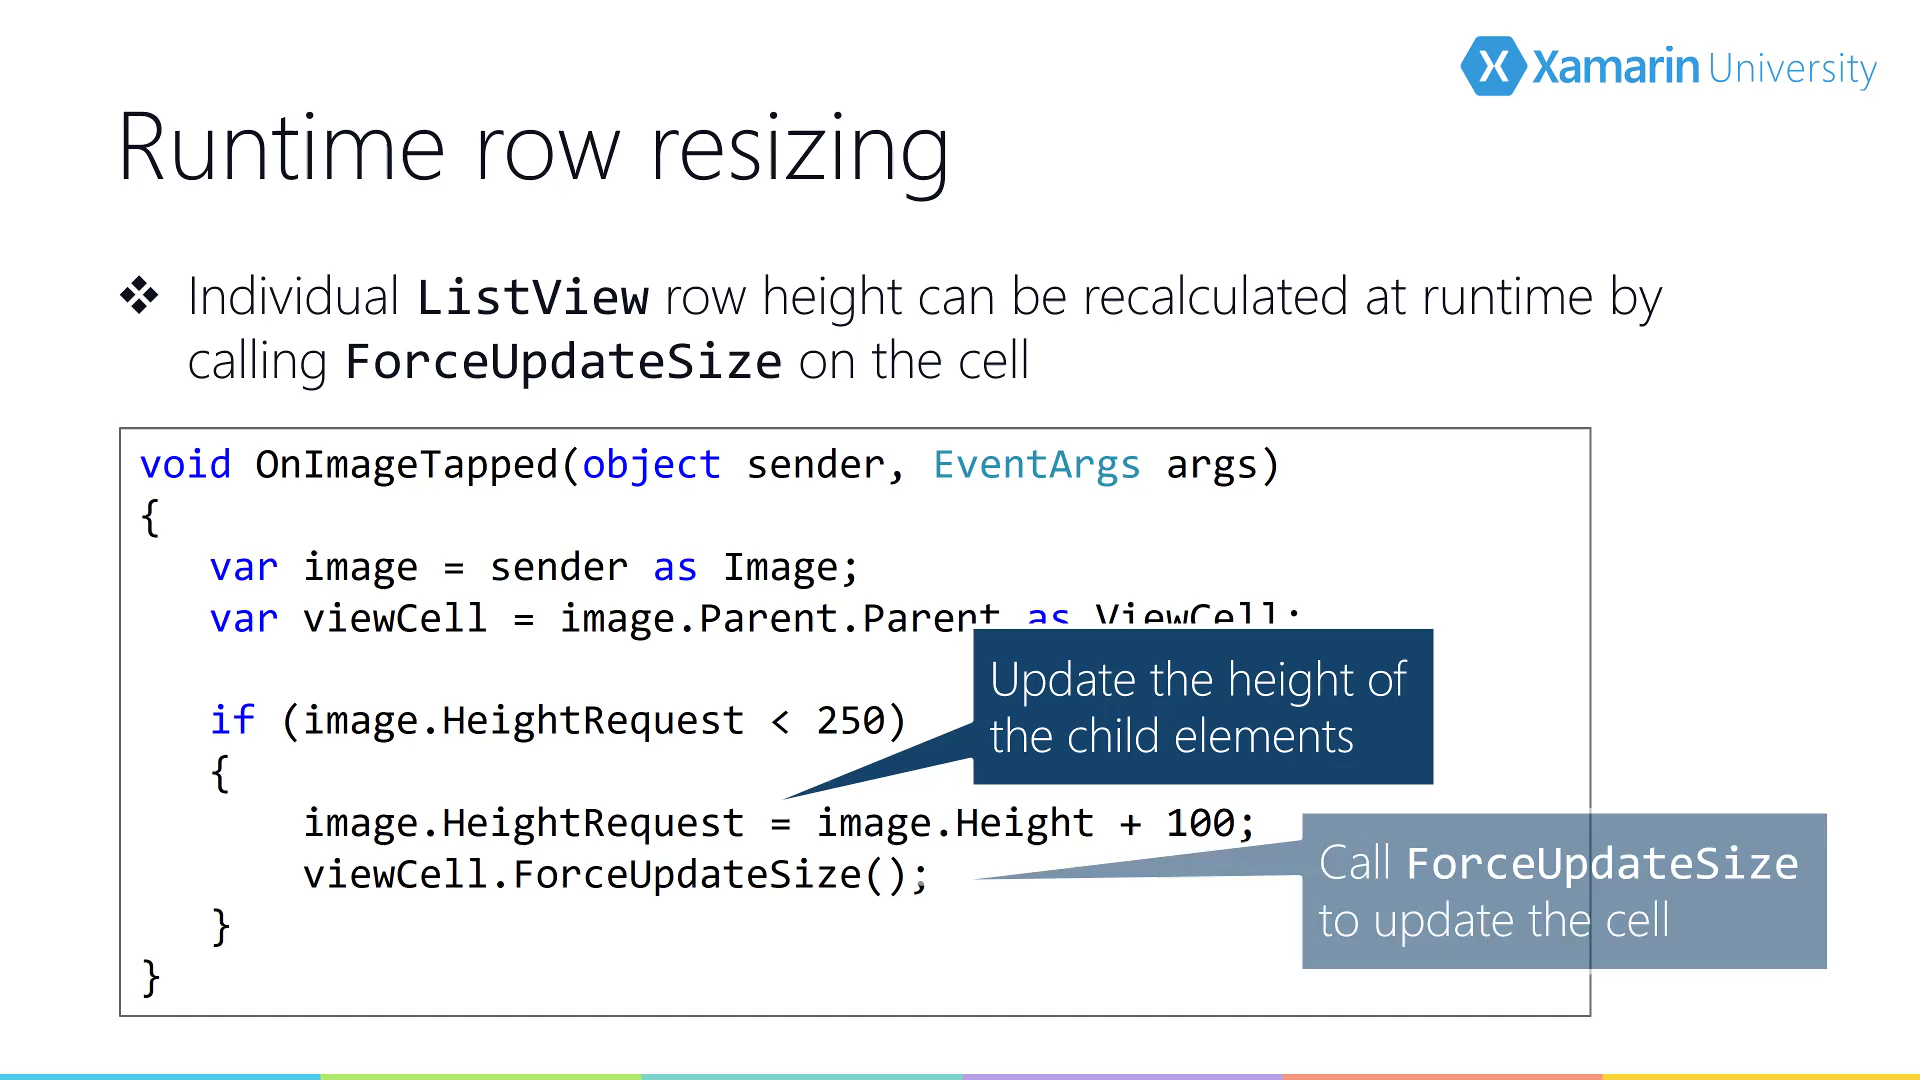 Xamarin University
Runtime row resizing
❖ Individual ListView row height can be recalculated at runtime by
calling ForceUpdateSize on the cell
void OnImageTapped(object sender, EventArgs args)
{
var image = sender as Image;
var viewCell = image.Parent.Parent as ViewCell;
if (image.HeightRequest < 250)
{
image.HeightRequest = image.Height + 100;
viewCell.ForceUpdateSize();
}
}
Update the height of
the child elements
Call ForceUpdateSize
to update the cell